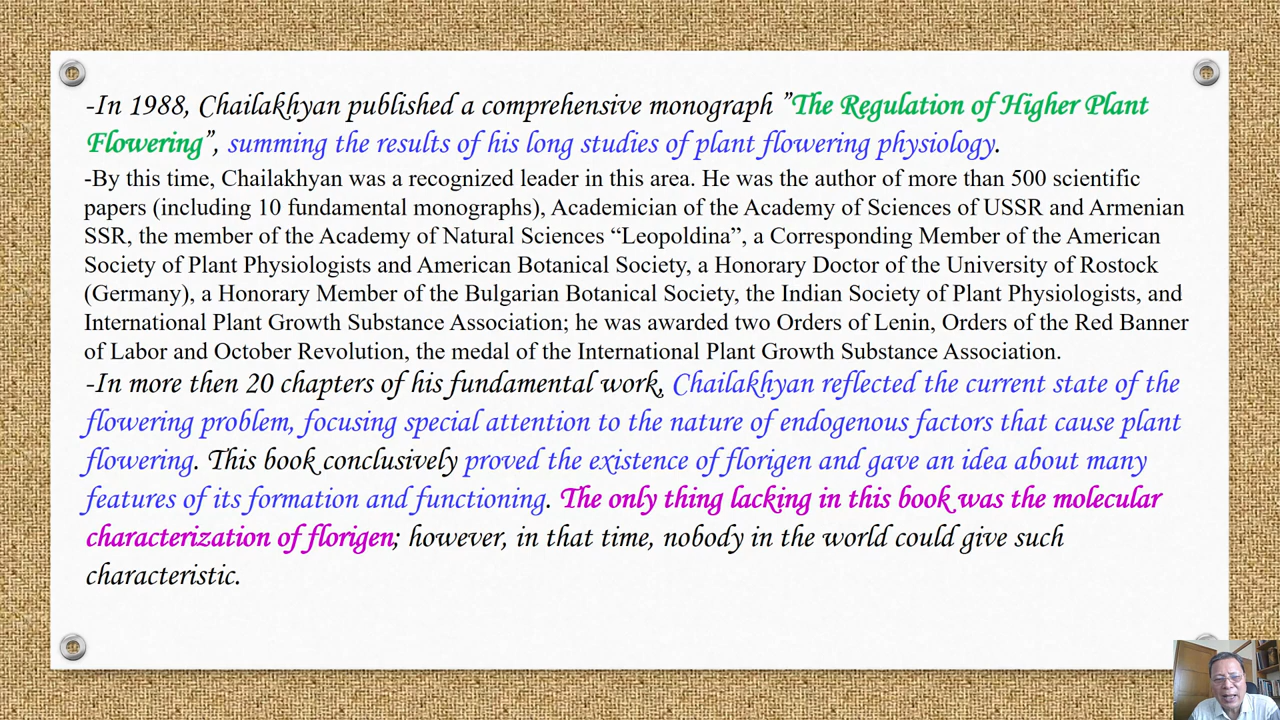 -In 1988, Chailakhyan published a comprehensive monograph ”The Regulation of Higher Plant
Flowering”, summing the results of his long studies of plant flowering physiology.
-By this time, Chailakhyan was a recognized leader in this area. He was the author of more than 500 scientific
papers (including 10 fundamental monographs), Academician of the Academy of Sciences of USSR and Armenian
SSR, the member of the Academy of Natural Sciences “Leopoldina”, a Corresponding Member of the American
Society of Plant Physiologists and American Botanical Society, a Honorary Doctor of the University of Rostock
(Germany), a Honorary Member of the Bulgarian Botanical Society, the Indian Society of Plant Physiologists, and
International Plant Growth Substance Association; he was awarded two Orders of Lenin, Orders of the Red Banner
of Labor and October Revolution, the medal of the International Plant Growth Substance Association.
-In more then 20 chapters of his fundamental work, Chailakhyan reflected the current state of the
flowering problem, focusing special attention to the nature of endogenous factors that cause plant
flowering. This book conclusively proved the existence of florigen and gave an idea about many
features of its formation and functioning. The only thing lacking in this book was the molecular
characterization of florigen; however, in that time, nobody in the world could give such
characteristic.